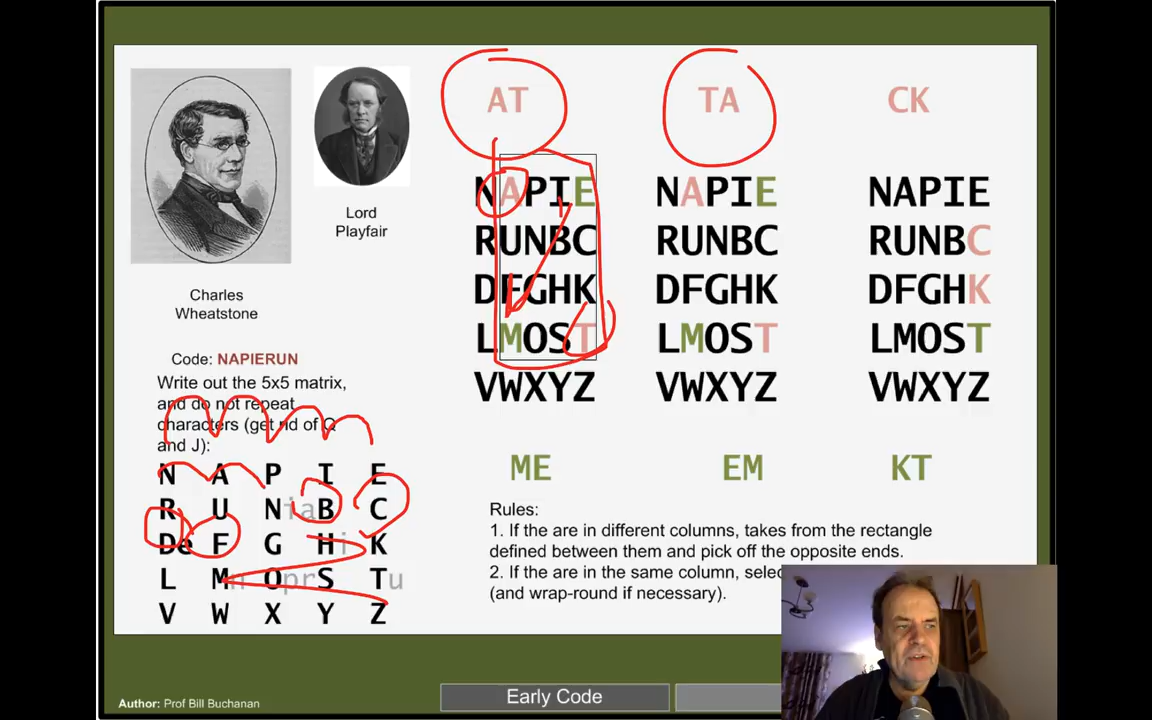 AT TA CK
NAPIE NAPIE NAPIE
RUNBC RUNBC RUNBC
DFGHK DFGHK DFGHK
LMOST LMOST LMOST
VWXYZ VWXYZ VWXYZ
ME EM KT
Lord
Playfair
Charles
Wheatstone
Code: NAPIERUN
Write out the 5x5 matrix,
and do not repeat
characters (get rid of Q
and J):
N A P I E
R U N ia B C
De F G H i K
L M n O pr S T u
V W X Y Z
Rules:
1. If the are in different columns, takes from the rectangle
defined between them and pick off the opposite ends.
2. If the are in the same column,
(and wrap-round if necessary).
Early Code
Author: Prof Bill Buchanan